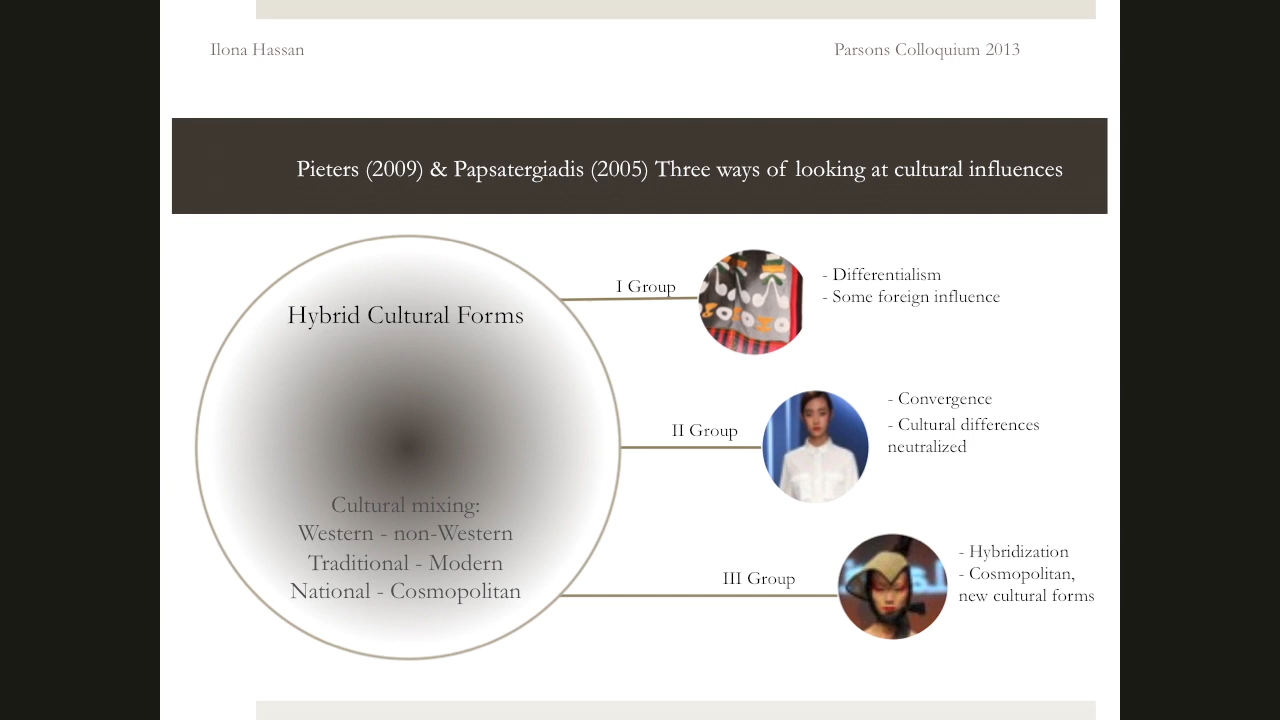 Ilona Hassan
Parsons Colloquium 2013
Pieters (2009) & Papsatergiadis (2005) Three ways of looking at cultural influences
Hybrid Cultural Forms
Cultural mixing:
Western - non-Western
Traditional - Modern
National - Cosmopolitan
I Group
- Differentialism
- Some foreign influence
II Group
- Convergence
- Cultural differences
neutralized
III Group
- Hybridization
- Cosmopolitan,
new cultural forms